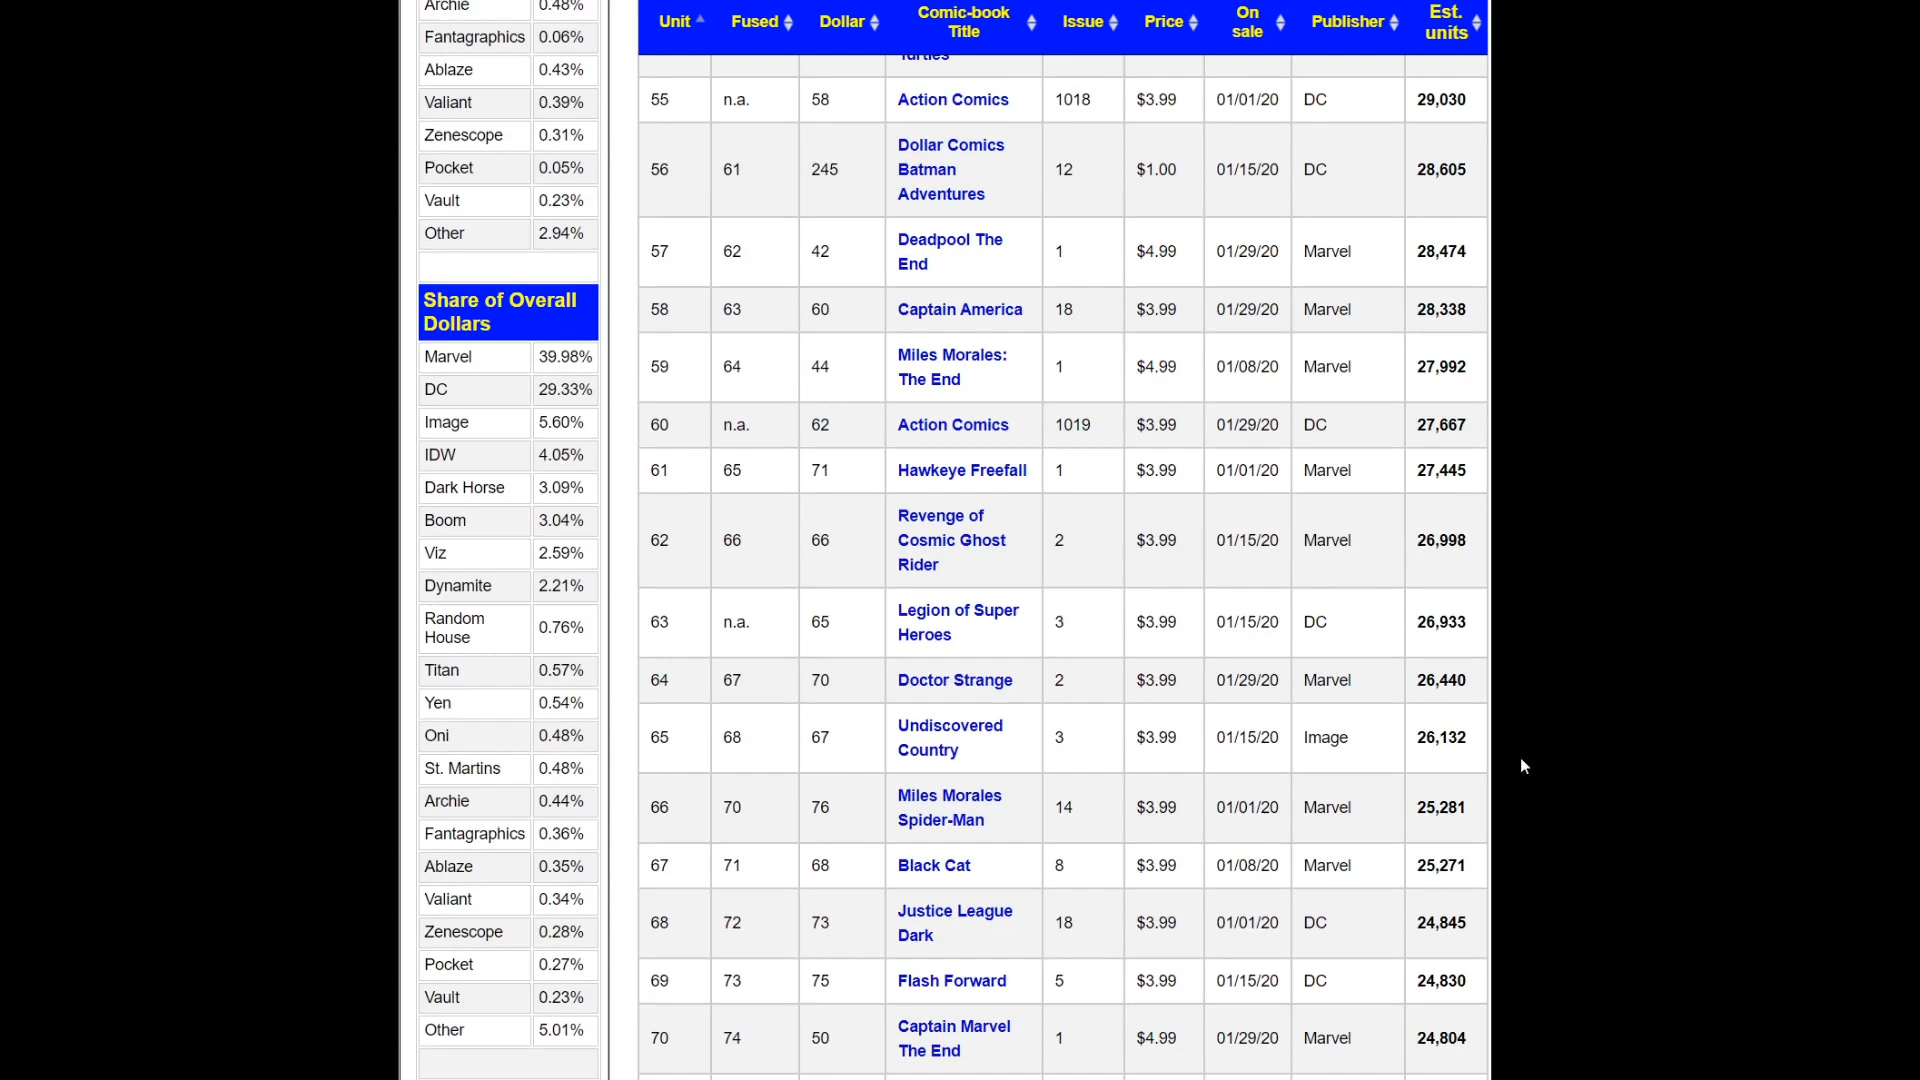 Archie 0.48%
Fantagraphics 0.06%
Ablaze 0.43%
Valiant 0.39%
Zenescope 0.31%
Pocket 0.05%
Vault 0.23%
Other 2.94%
Share of Overall
Dollars
Marvel 39.98%
DC 29.33%
Image 5.60%
IDW 4.05%
Dark Horse 3.09%
Boom 3.04%
Viz 2.59%
Dynamite 2.21%
Random
House 0.76%
Titan 0.57%
Yen 0.54%
Oni 0.48%
St. Martins 0.48%
Archie 0.44%
Fantagraphics 0.36%
Ablaze 0.35%
Valiant 0.34%
Zenescope 0.28%
Pocket 0.27%
Vault 0.23%
Other 5.01%
Unit Fused Dollar Comic-book Title Issue Price On sale Publisher Est. units
Turtles
55 n.a. 58 Action Comics 1018 $3.99 01/01/20 DC 29,030
Dollar Comics
56 61 245 Batman 12 $1.00 01/15/20 DC 28,605
Adventures
57 62 42 Deadpool The End 1 $4.99 01/29/20 Marvel 28,474
58 63 60 Captain America 18 $3.99 01/29/20 Marvel 28,338
59 64 44 Miles Morales: The End 1 $4.99 01/08/20 Marvel 27,992
60 n.a. 62 Action Comics 1019 $3.99 01/29/20 DC 27,667
61 65 71 Hawkeye Freefall 1 $3.99 01/01/20 Marvel 27,445
Revenge of
62 66 66 Cosmic Ghost 2 $3.99 01/15/20 Marvel 26,998
Rider
63 n.a. 65 Legion of Super Heroes 3 $3.99 01/15/20 DC 26,933
64 67 70 Doctor Strange 2 $3.99 01/29/20 Marvel 26,440
65 68 67 Undiscovered Country 3 $3.99 01/15/20 Image 26,132
66 70 76 Miles Morales Spider-Man 14 $3.99 01/01/20 Marvel 25,281
67 71 68 Black Cat 8 $3.99 01/08/20 Marvel 25,271
68 72 73 Justice League Dark 18 $3.99 01/01/20 DC 24,845
69 73 75 Flash Forward 5 $3.99 01/15/20 DC 24,830
70 74 50 Captain Marvel The End 1 $4.99 01/29/20 Marvel 24,804